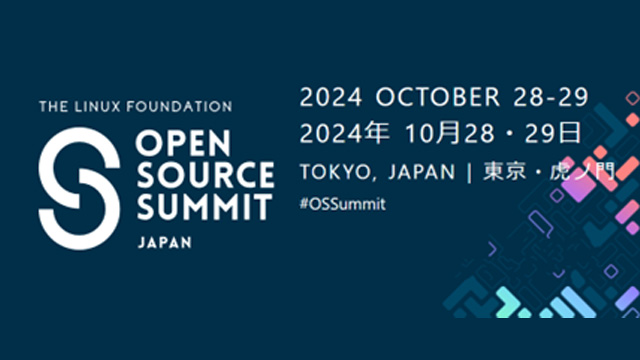 THE LINUX FOUNDATION
OPEN
SOURCE
SUMMIT
JAPAN
2024 OCTOBER 28-29
2024年 10月28・29日
TOKYO, JAPAN | 東京・虎ノ門
#OSSummit